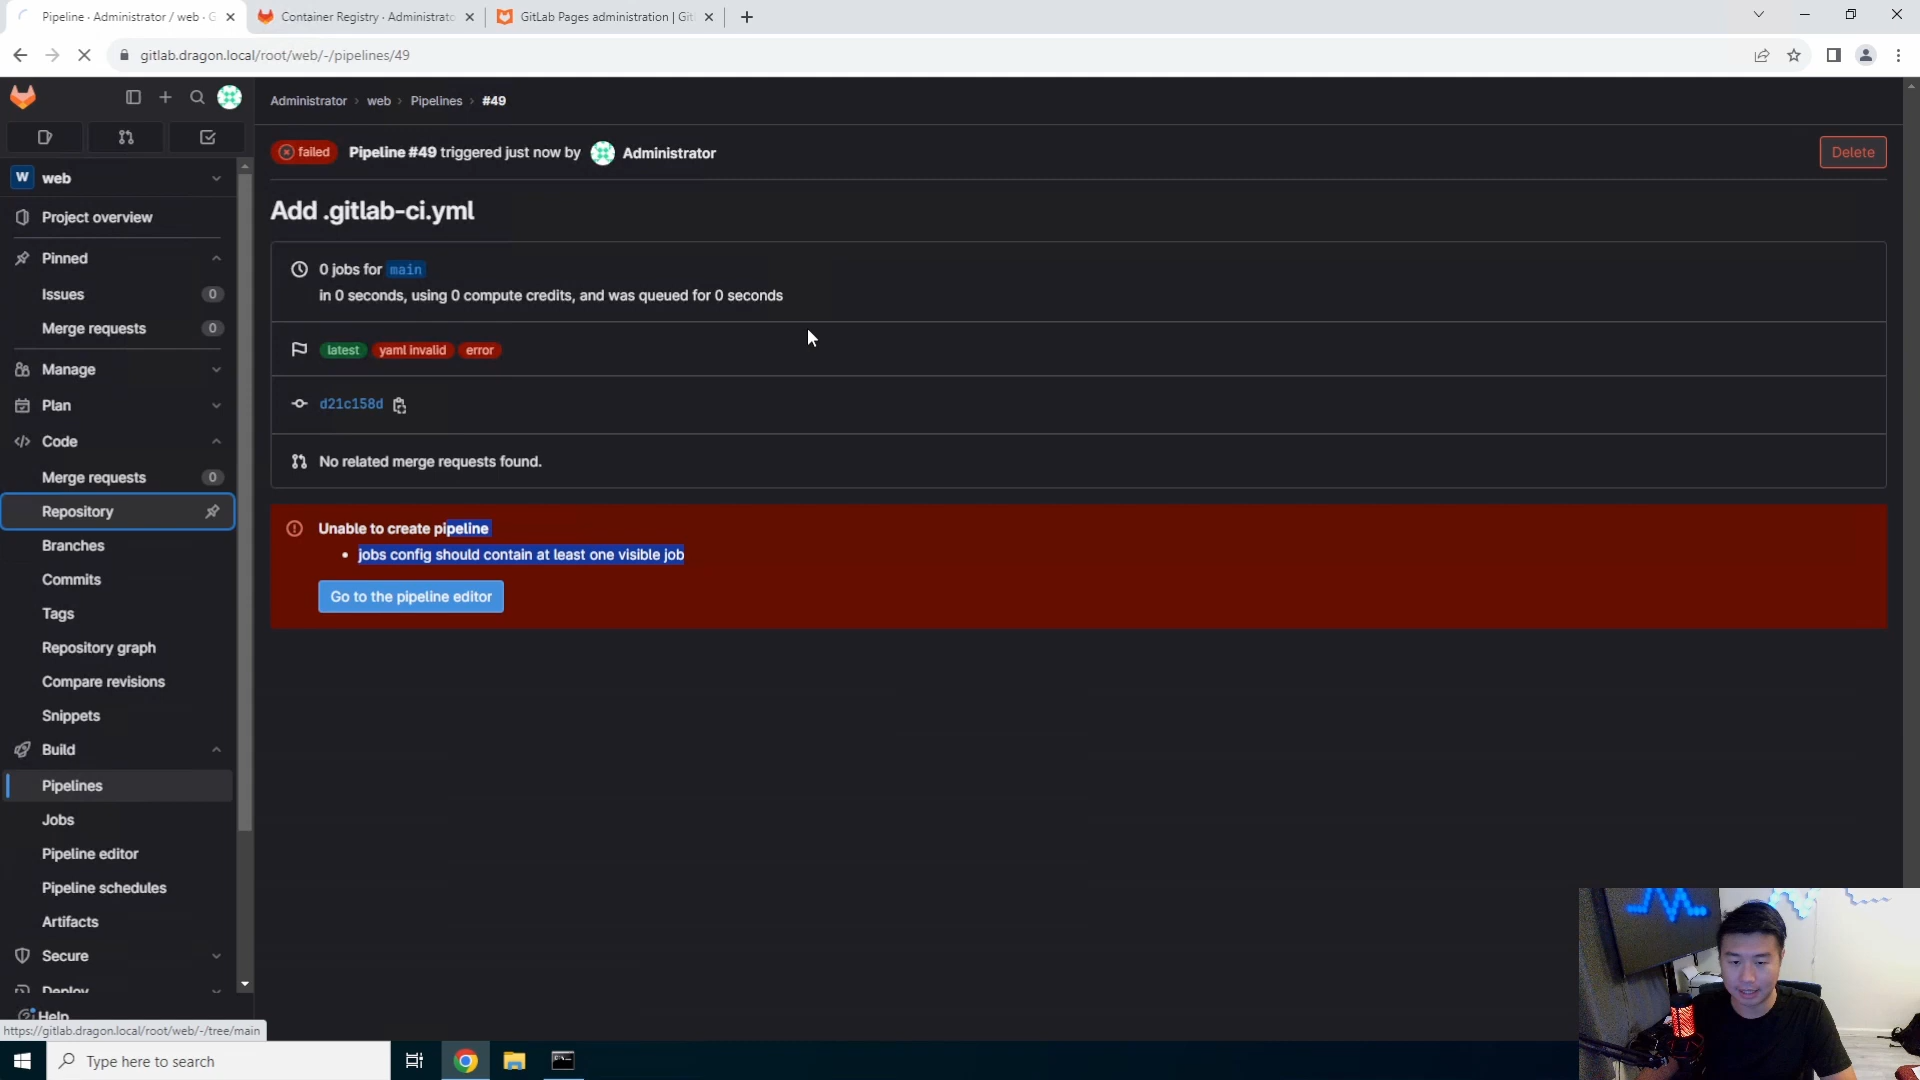 Pipeline · Administrator / web · G
Container Registry · Administrato
GitLab Pages administration | Git
gitlab.dragon.local/root/web/-/pipelines/49
Administrator › web › Pipelines › #49
failed Pipeline #49 triggered just now by Administrator
Delete
W web
Project overview
Pinned
Issues 0
Merge requests 0
Manage
Plan
Code
Merge requests 0
Repository
Branches
Commits
Tags
Repository graph
Compare revisions
Snippets
Build
Pipelines
Jobs
Pipeline editor
Pipeline schedules
Artifacts
Secure
Deploy
Help
Add .gitlab-ci.yml
0 jobs for main
in 0 seconds, using 0 compute credits, and was queued for 0 seconds
latest yaml invalid error
d21c158d
No related merge requests found.
Unable to create pipeline
• jobs config should contain at least one visible job
Go to the pipeline editor
https://gitlab.dragon.local/root/web/-/tree/main
Type here to search